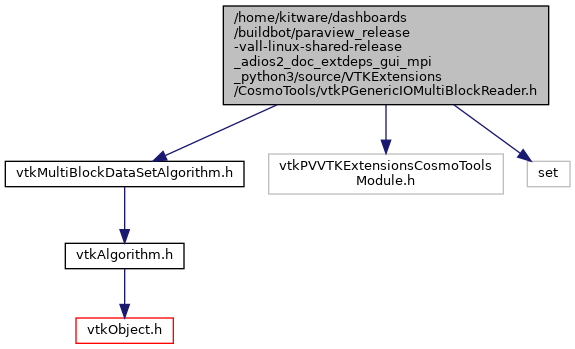 /home/kitware/dashboards
/buildbot/paraview_release
-vall-linux-shared-release
_adios2_doc_extdeps_gui_mpi
_python3/source/VTKExtensions
/CosmoTools/vtkPGenericIOMultiBlockReader.h
vtkMultiBlockDataSetAlgorithm.h
vtkPVVTKExtensionsCosmoTools
Module.h
set
vtkAlgorithm.h
vtkObject.h